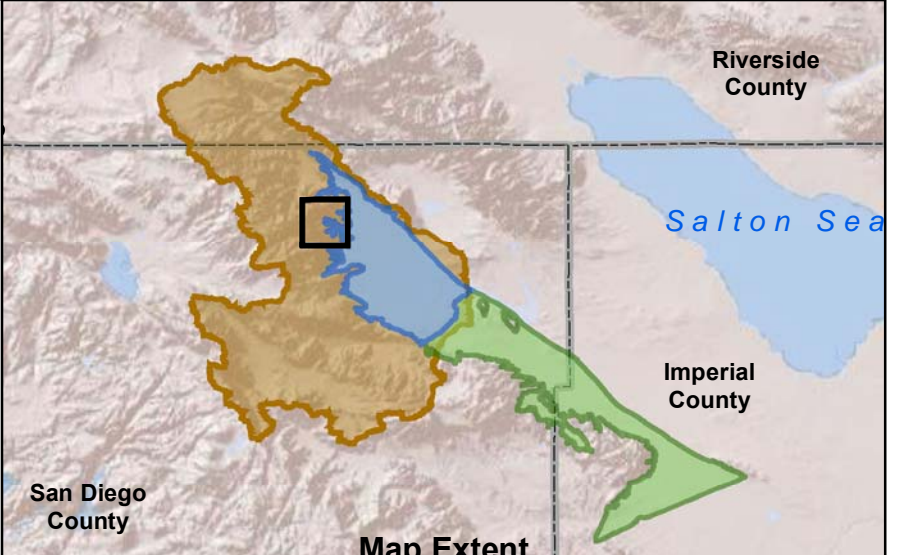 Riverside
County
Salton Sea
Imperial
County
San Diego
County
Map Extent